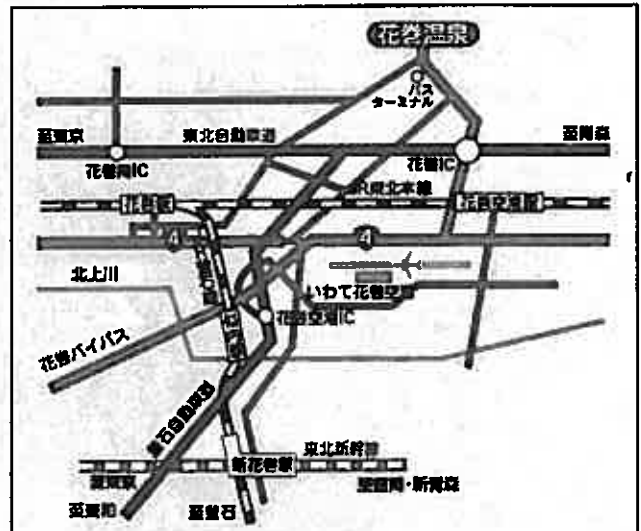 花巻温泉
バス
ターミナル
至東京
東北自動車道
至青森
花巻南IC
花巻IC
JR東北本線
花巻駅
花巻空港駅
4
4
北上川
いわて花巻空港
花巻空港IC
花巻バイパス
釜石自動車道
新花巻駅
東北新幹線
至東京
至盛岡・新青森
至釜石